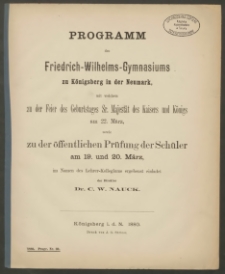 PROGRAMM
des
Friedrich-Wilhelms-Gymnasiums
zu Königsberg in der Neumark,
mit welchem
zu der Feier des Geburtstages Sr. Majestät des Kaisers und Königs
am 22. März,
sowie
zu der öffentlichen Prüfung der Schüler
am 19. und 20. März,
im Namen des Lehrer-Kollegiums ergebenst einladet
der Direktor
Dr. C. W. NAUCK.
Königsberg i. d. N.